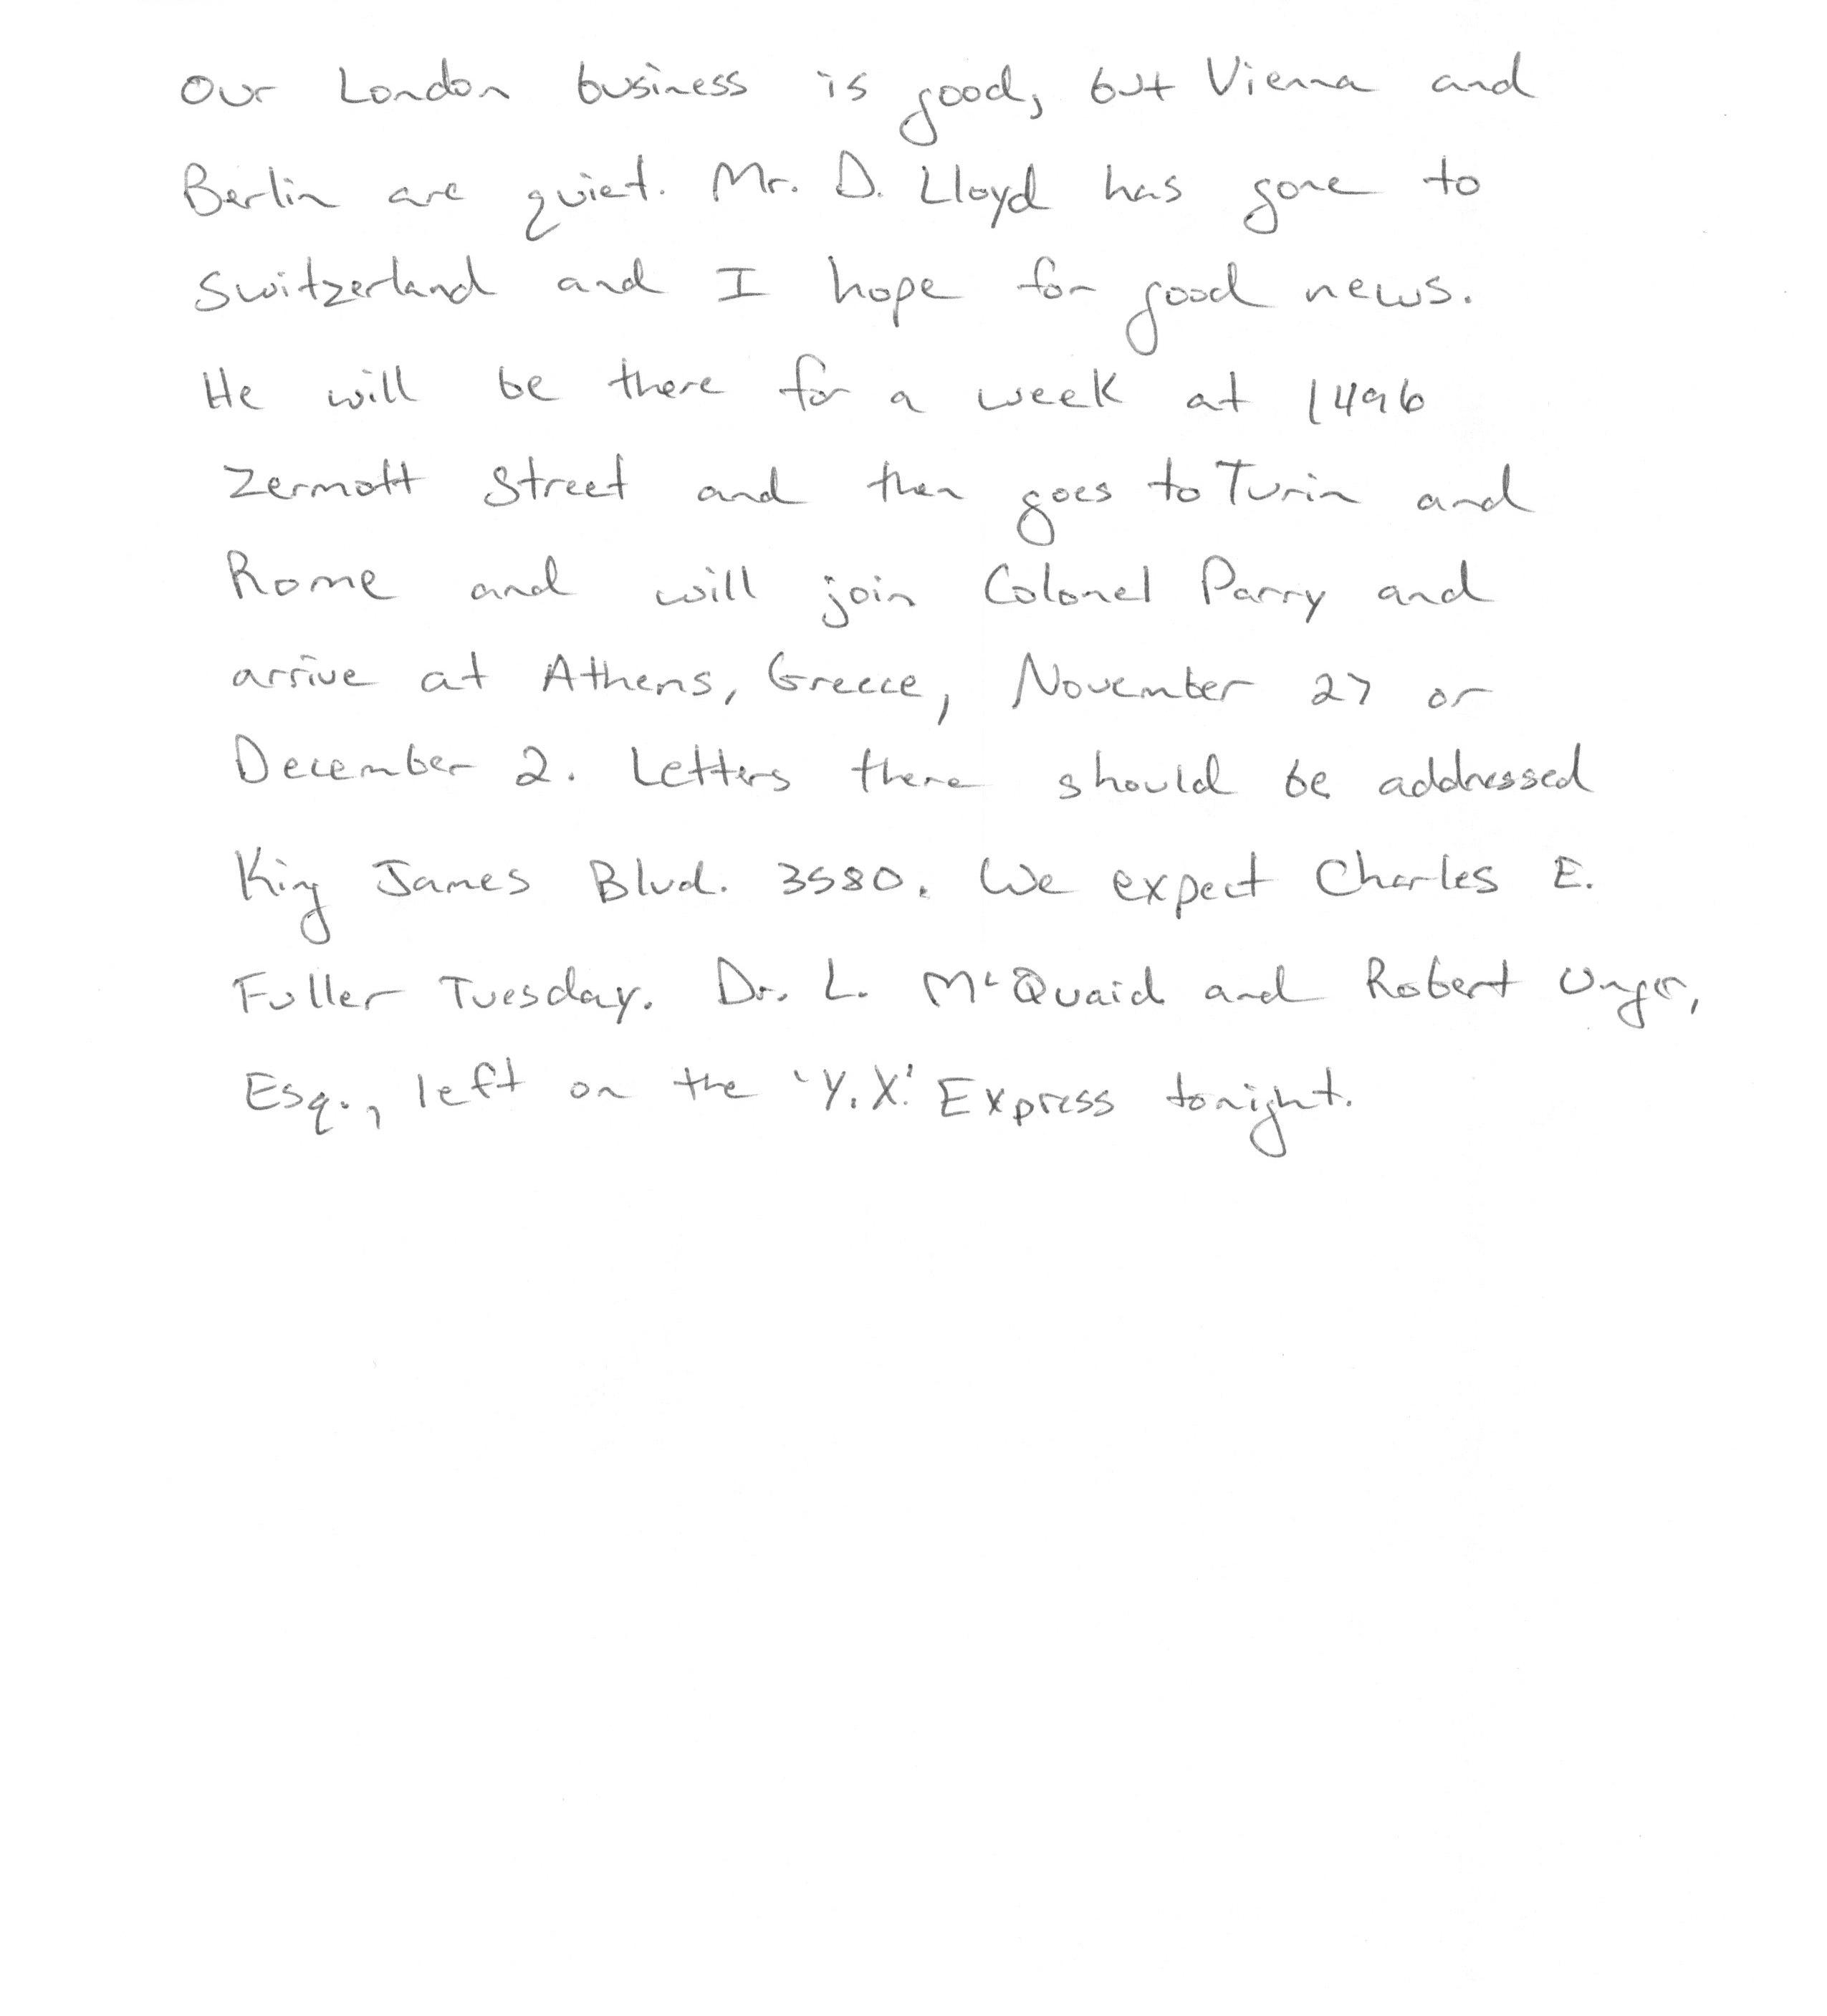 Our London business is good, but Vienna and
Berlin are quiet. Mr. D. Lloyd has gone to
Switzerland and I hope for good news.
He will be there for a week at 1496
Zermott Street and then goes to Turin and
Rome and will join Colonel Parry and
arrive at Athens, Greece, November 27 or
December 2. Letters there should be addressed
King James Blvd. 3580. We expect Charles E.
Fuller Tuesday. Dr. L. McQuaid and Robert Unger,
Esq., left on the 'Y.X.' Express tonight.